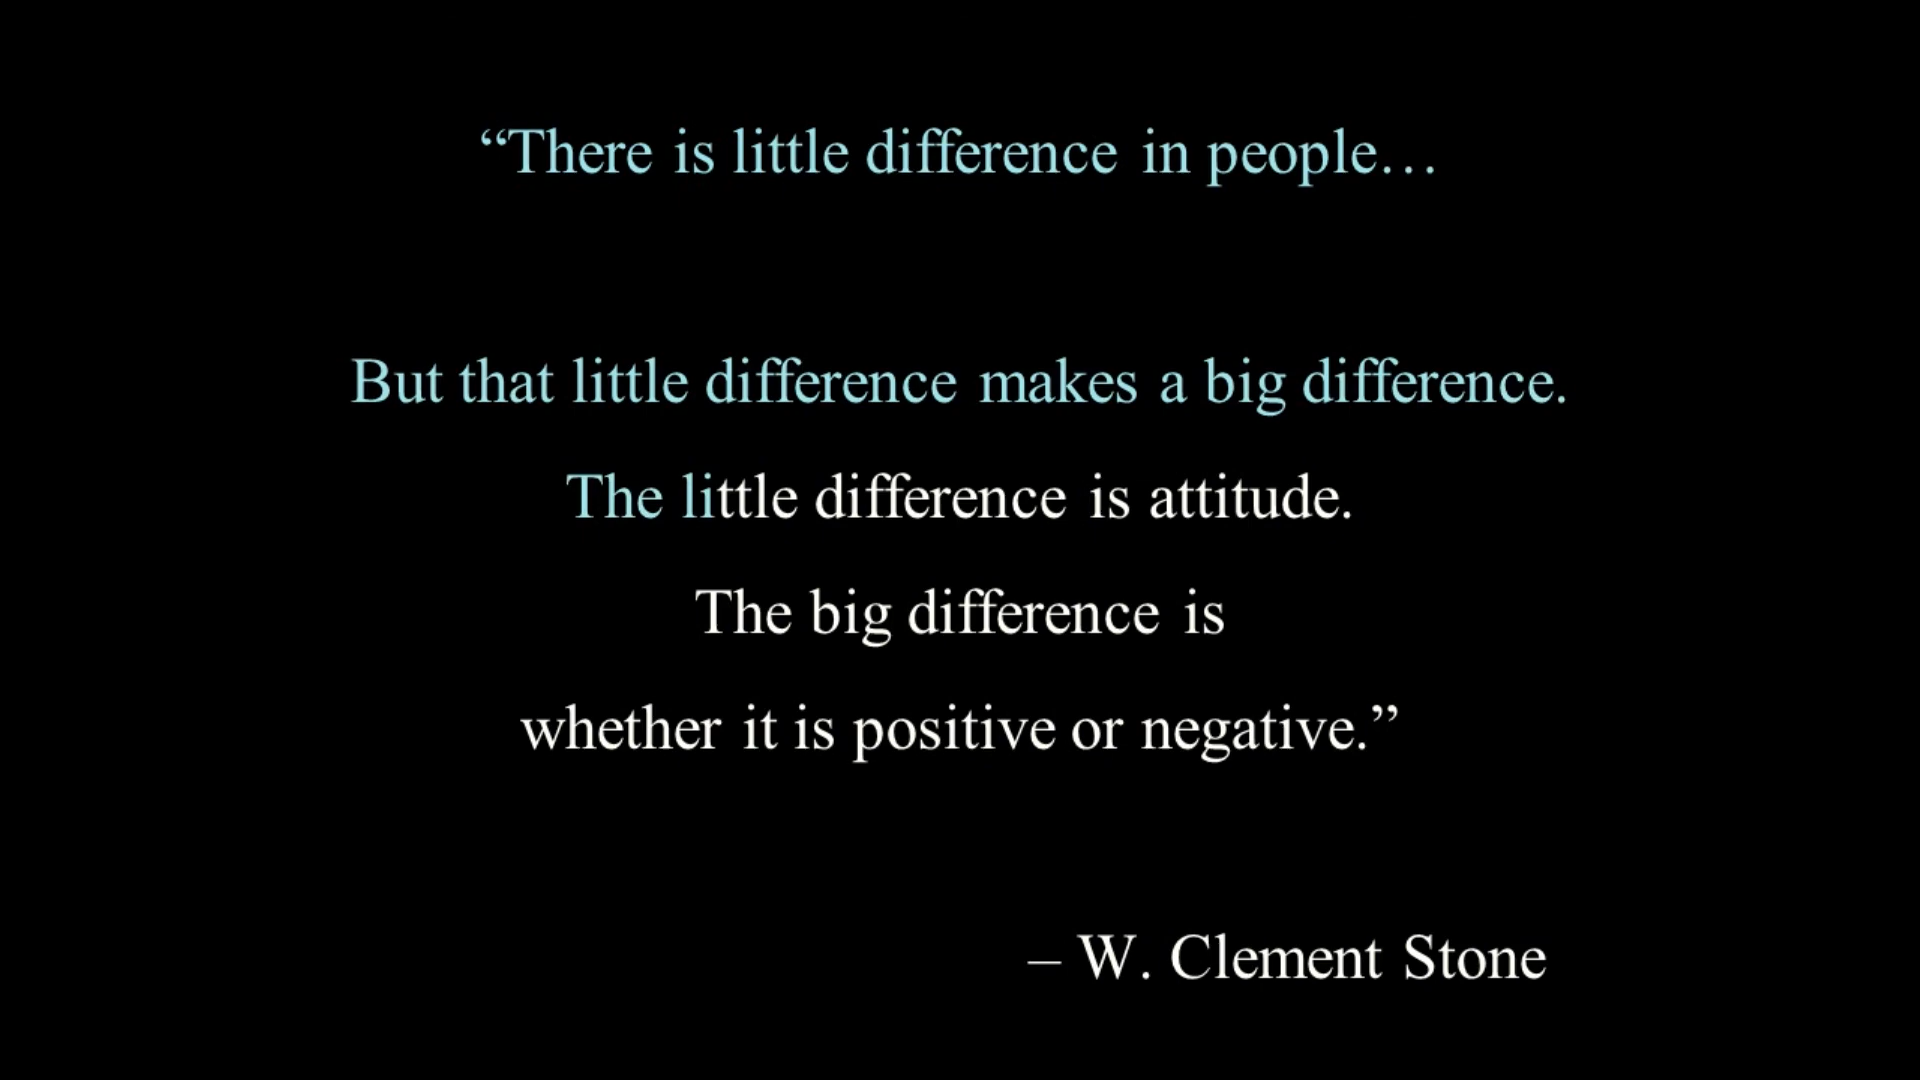 “There is little difference in people…
But that little difference makes a big difference.
The little difference is attitude.
The big difference is
whether it is positive or negative.”
– W. Clement Stone